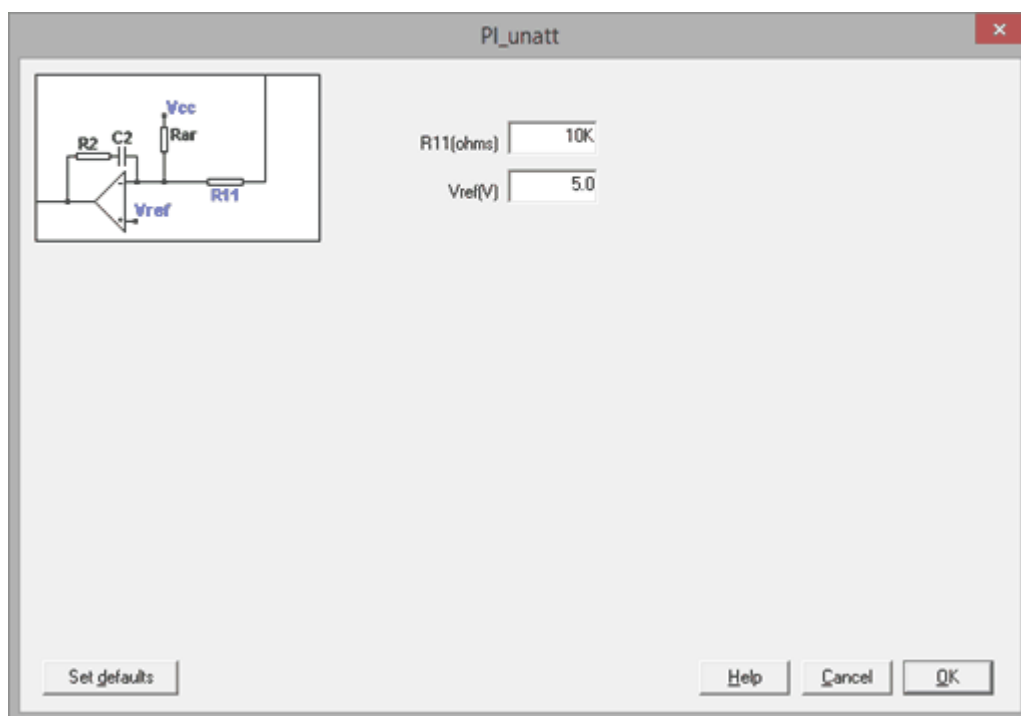 PI_unatt
×
Vcc
R2 C2 Rar
R11
Vref
R11(ohms) 10K
Vref(V) 5.0
Set defaults Help Cancel OK